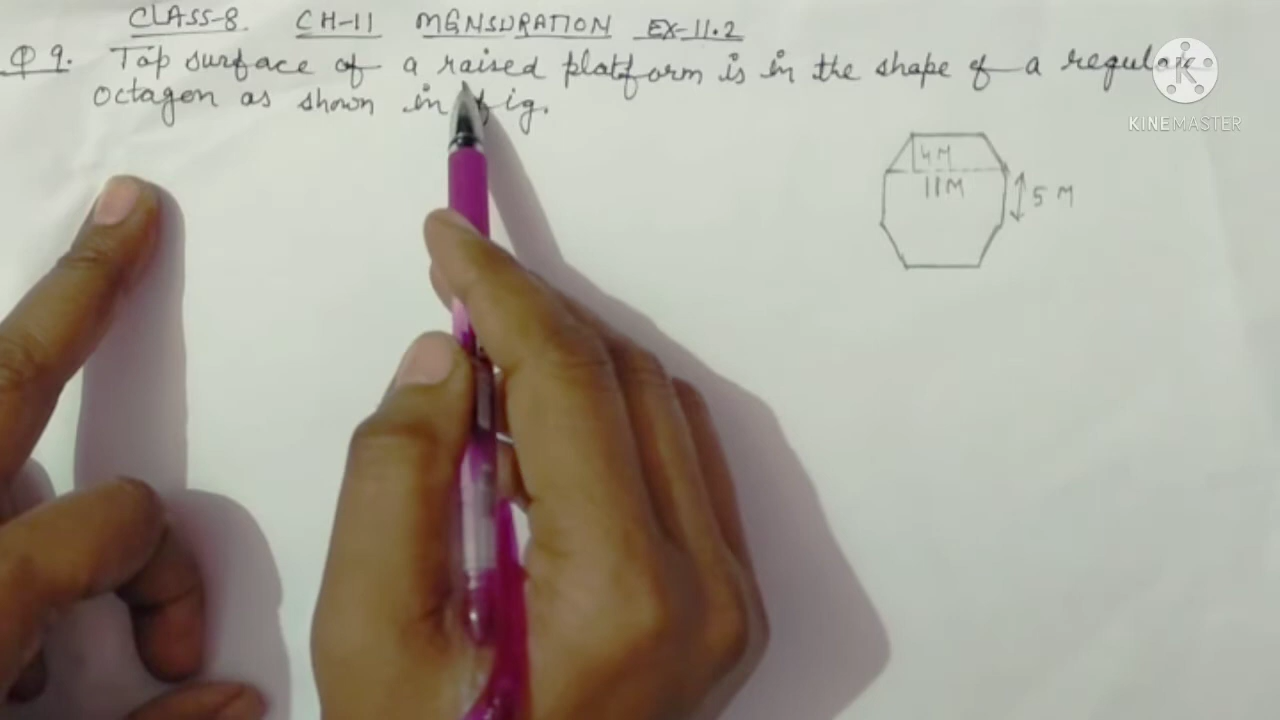 CLASS-8. CH-11 MENSURATION EX-11.2
Q 9. Top surface of a raised platform is in the shape of a regular
octagon as shown in fig.
KINEMASTER
4M
11M
5 M